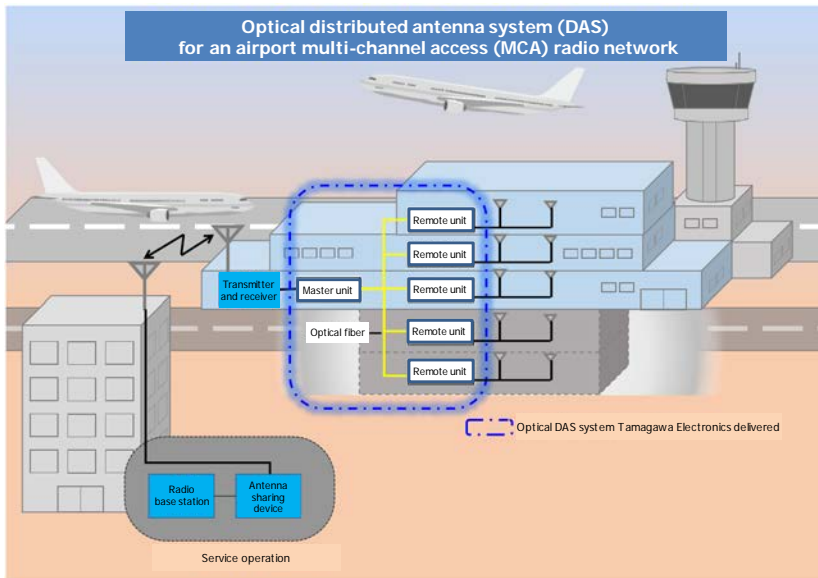 Optical distributed antenna system (DAS)
for an airport multi-channel access (MCA) radio network
Remote unit
Remote unit
Transmitter
and receiver
Master unit
Remote unit
Optical fiber
Remote unit
Remote unit
Optical DAS system Tamagawa Electronics delivered
Radio
base station
Antenna
sharing
device
Service operation